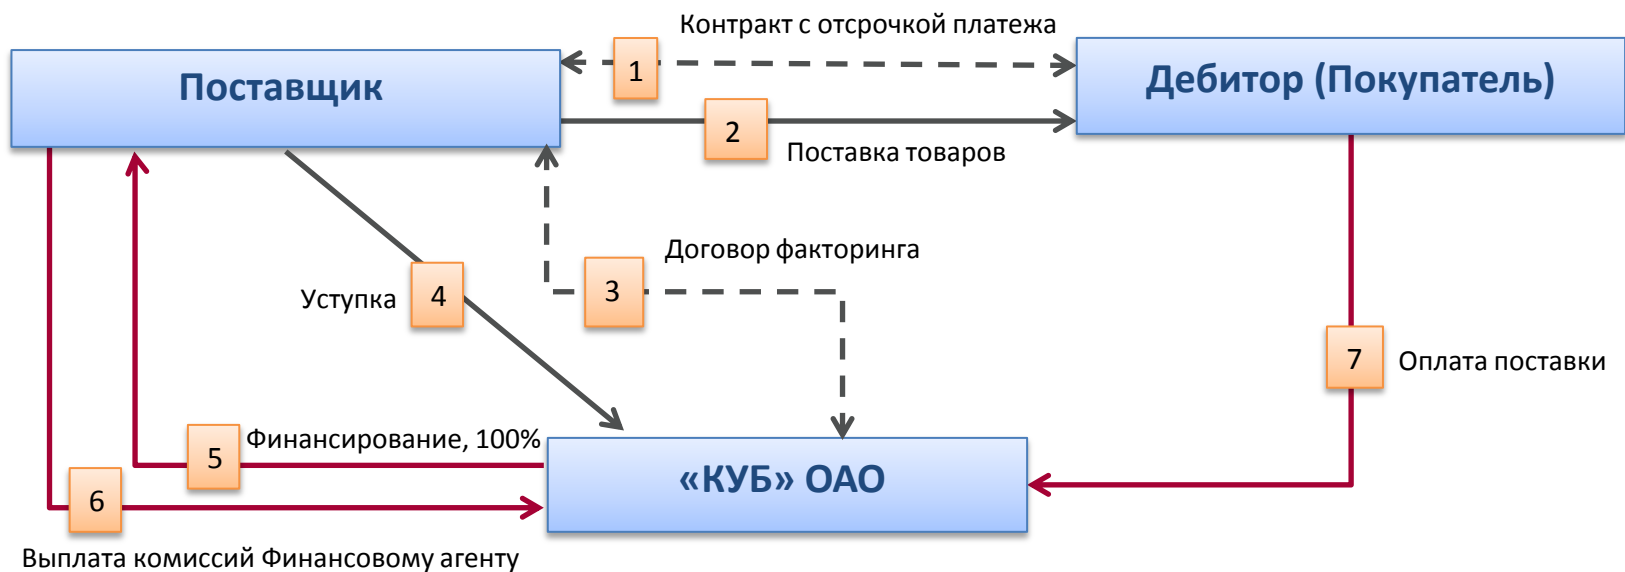 Контракт с отсрочкой платежа
1
Поставщик
Дебитор (Покупатель)
2
Поставка товаров
Договор факторинга
3
Уступка
4
7
Оплата поставки
Финансирование, 100%
5
«КУБ» ОАО
6
Выплата комиссий Финансовому агенту